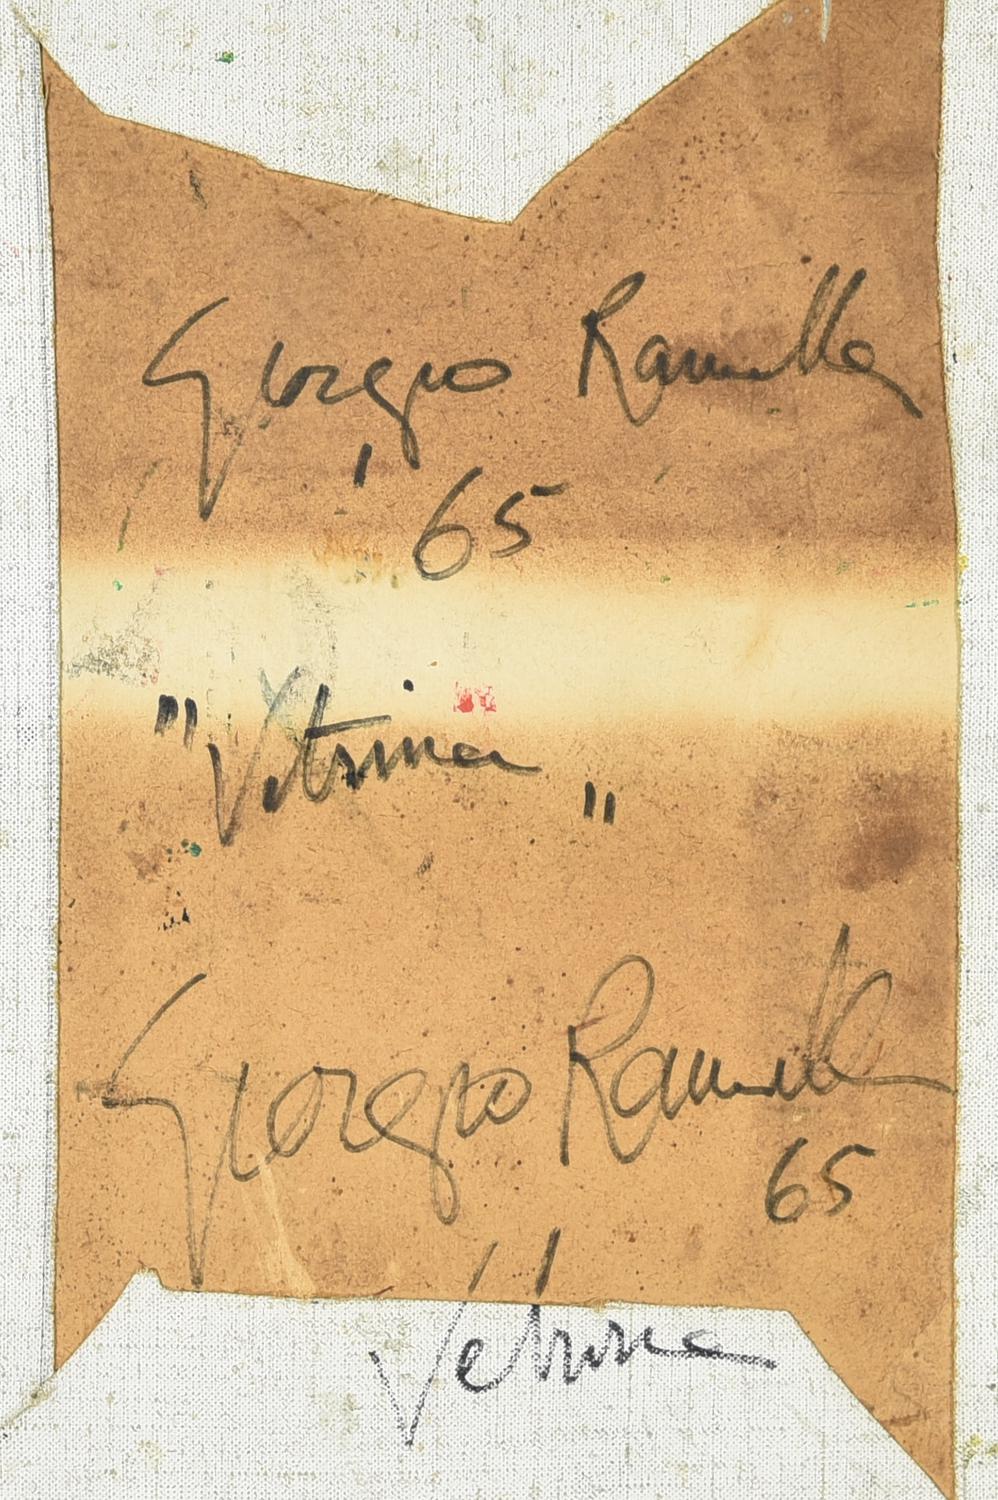 Giorgio Ramella
'65
"Vetrina"
Giorgio Ramella
65
"Vetrina